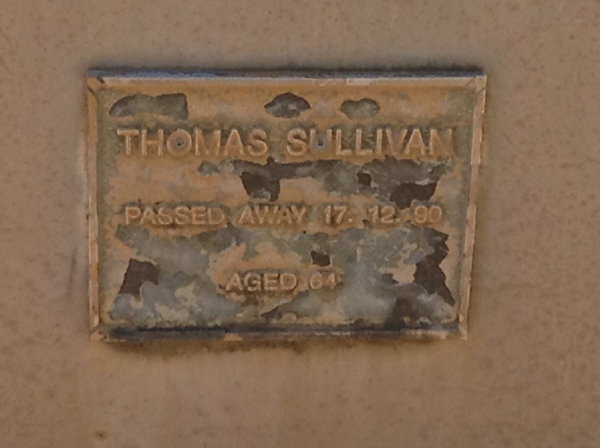 THOMAS SULLIVAN
PASSED AWAY 17. 12. 90
AGED 64